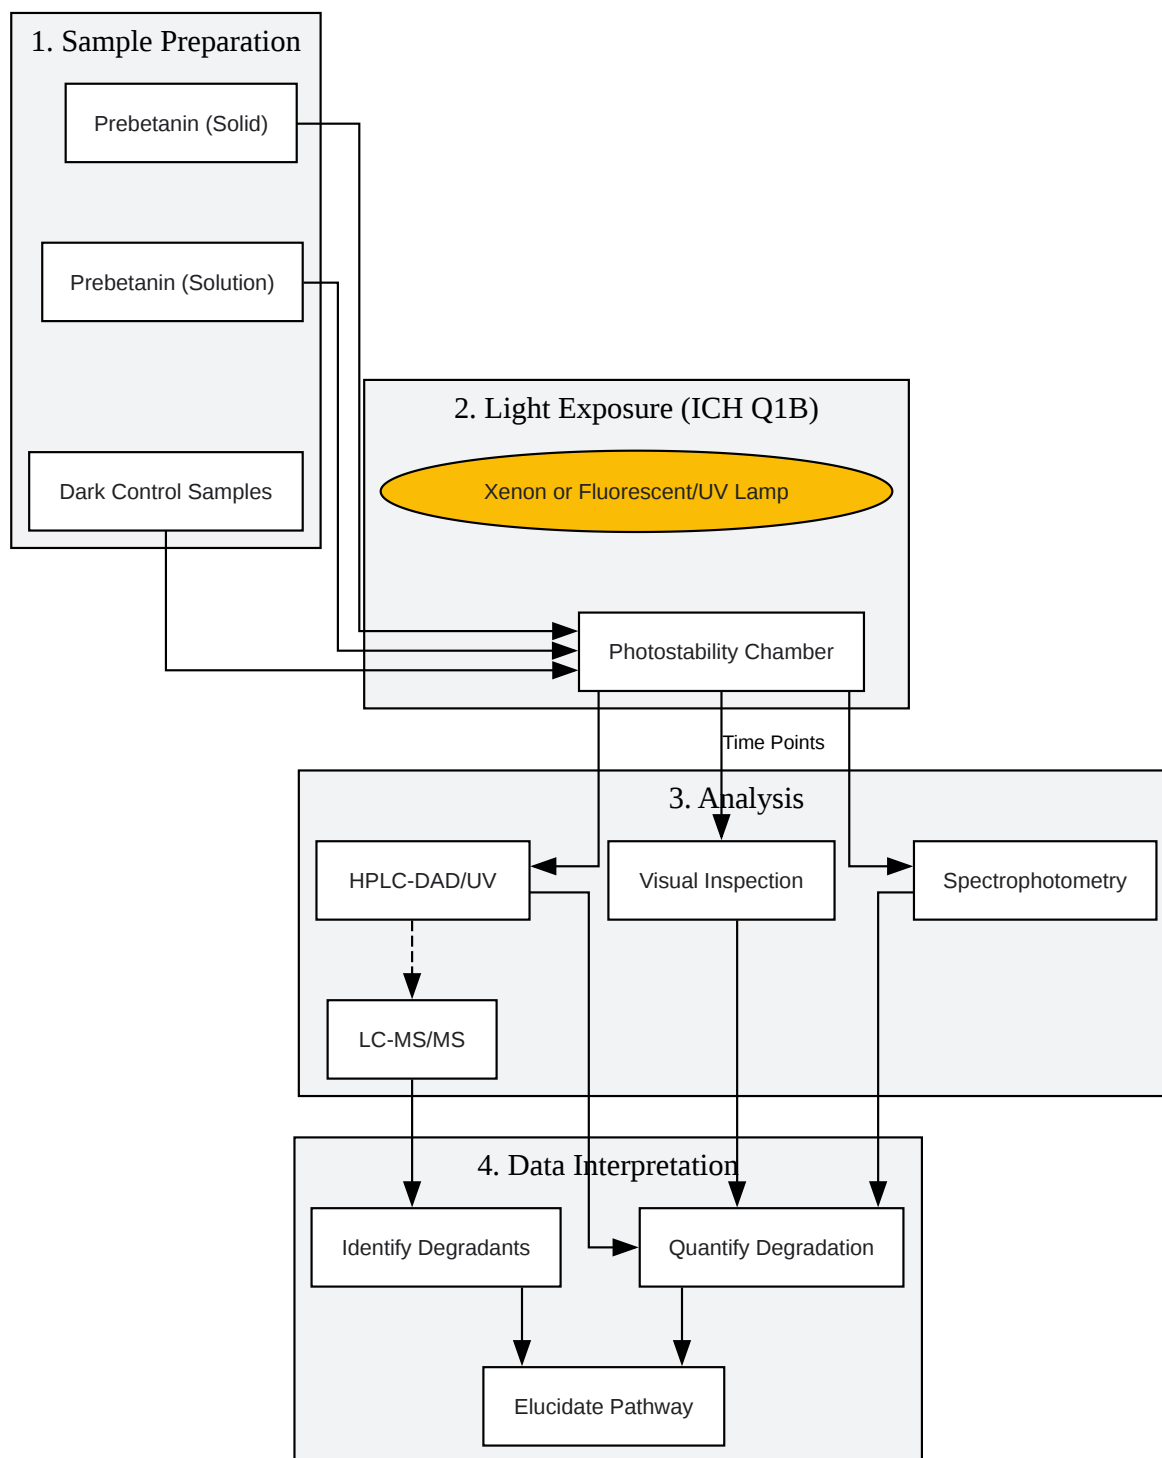 1. Sample Preparation
Prebetanin (Solid)
Prebetanin (Solution)
Dark Control Samples
2. Light Exposure (ICH Q1B)
Xenon or Fluorescent/UV Lamp
Photostability Chamber
Time Points
3. Analysis
HPLC-DAD/UV
Visual Inspection
Spectrophotometry
LC-MS/MS
4. Data Interpretation
Identify Degradants
Quantify Degradation
Elucidate Pathway